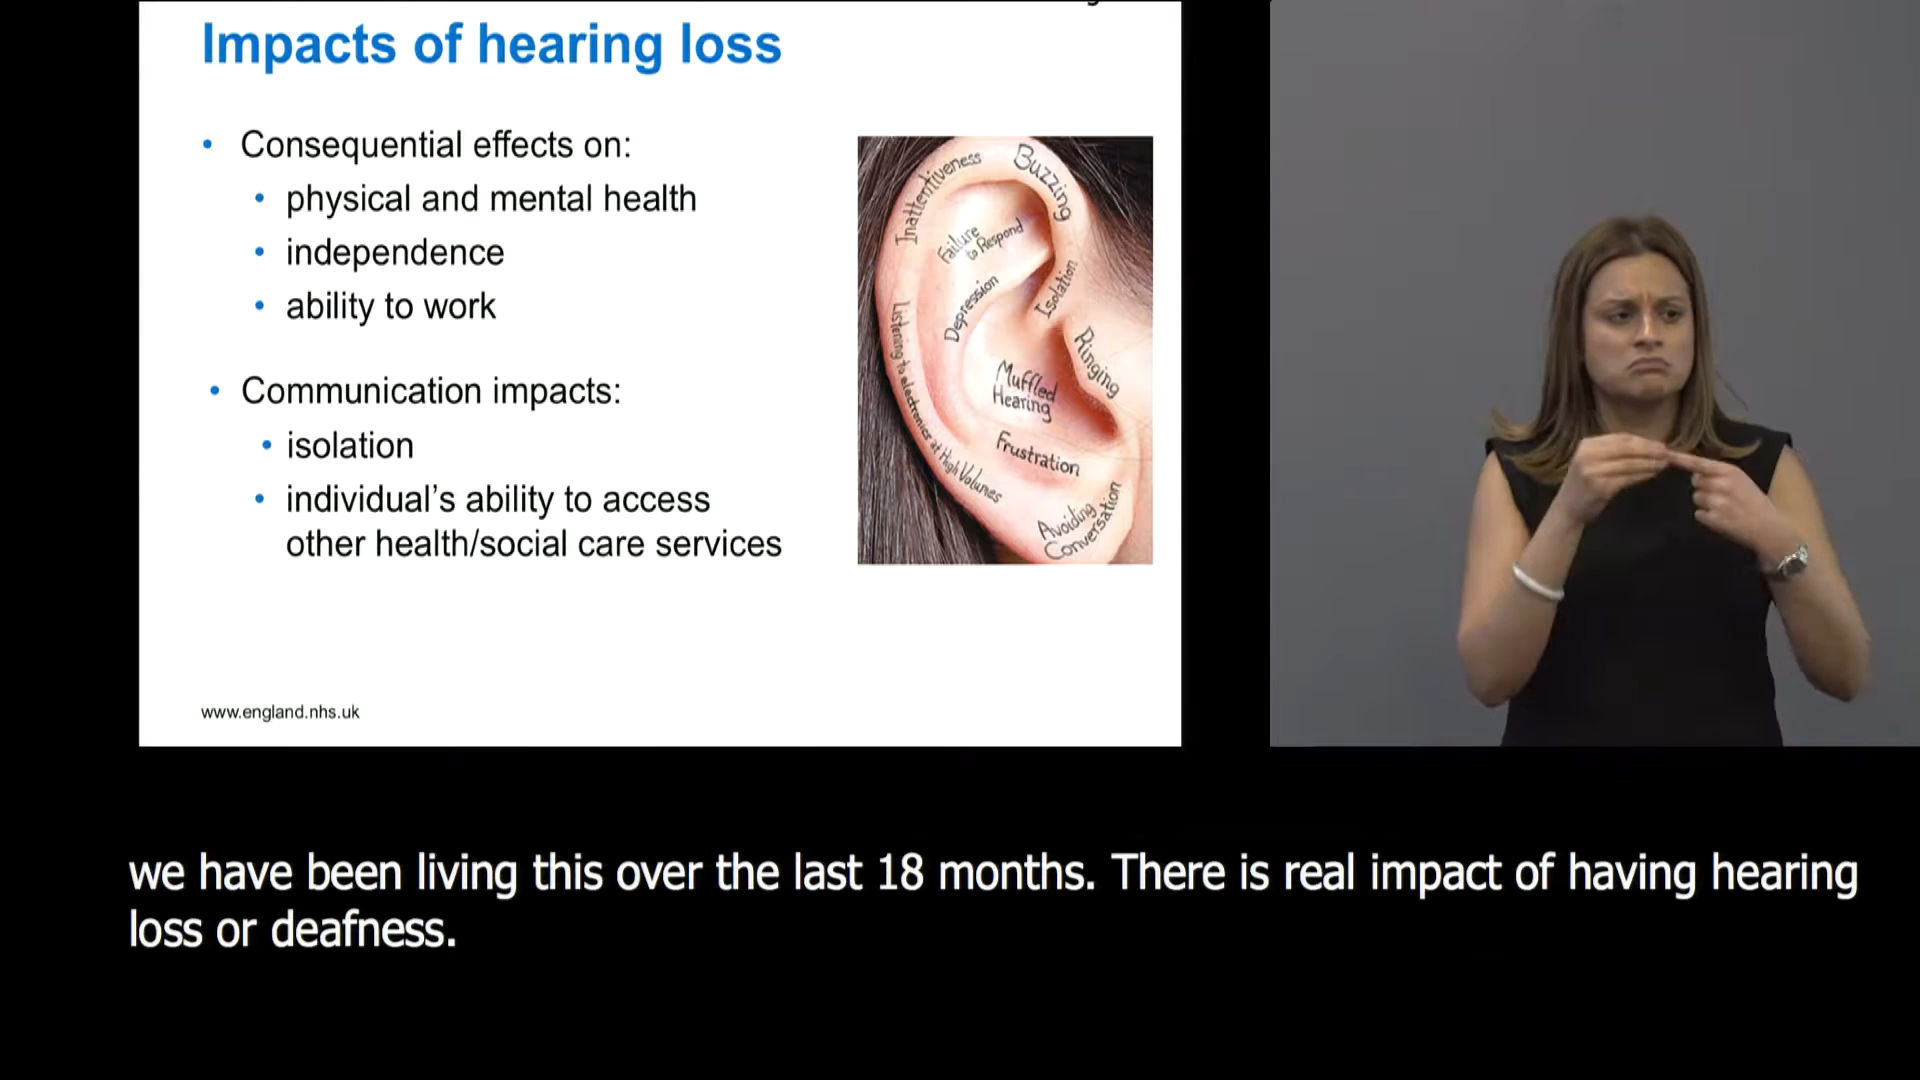 Impacts of hearing loss
• Consequential effects on:
• physical and mental health
• independence
• ability to work
• Communication impacts:
• isolation
• individual's ability to access
other health/social care services
www.england.nhs.uk
Inattentiveness
Buzzing
Failure
to Respond
Depression
Isolation
Listening to electronics at High Volumes
Ringing
Muffled
Hearing
Frustration
Avoiding
Conversation
we have been living this over the last 18 months. There is real impact of having hearing
loss or deafness.